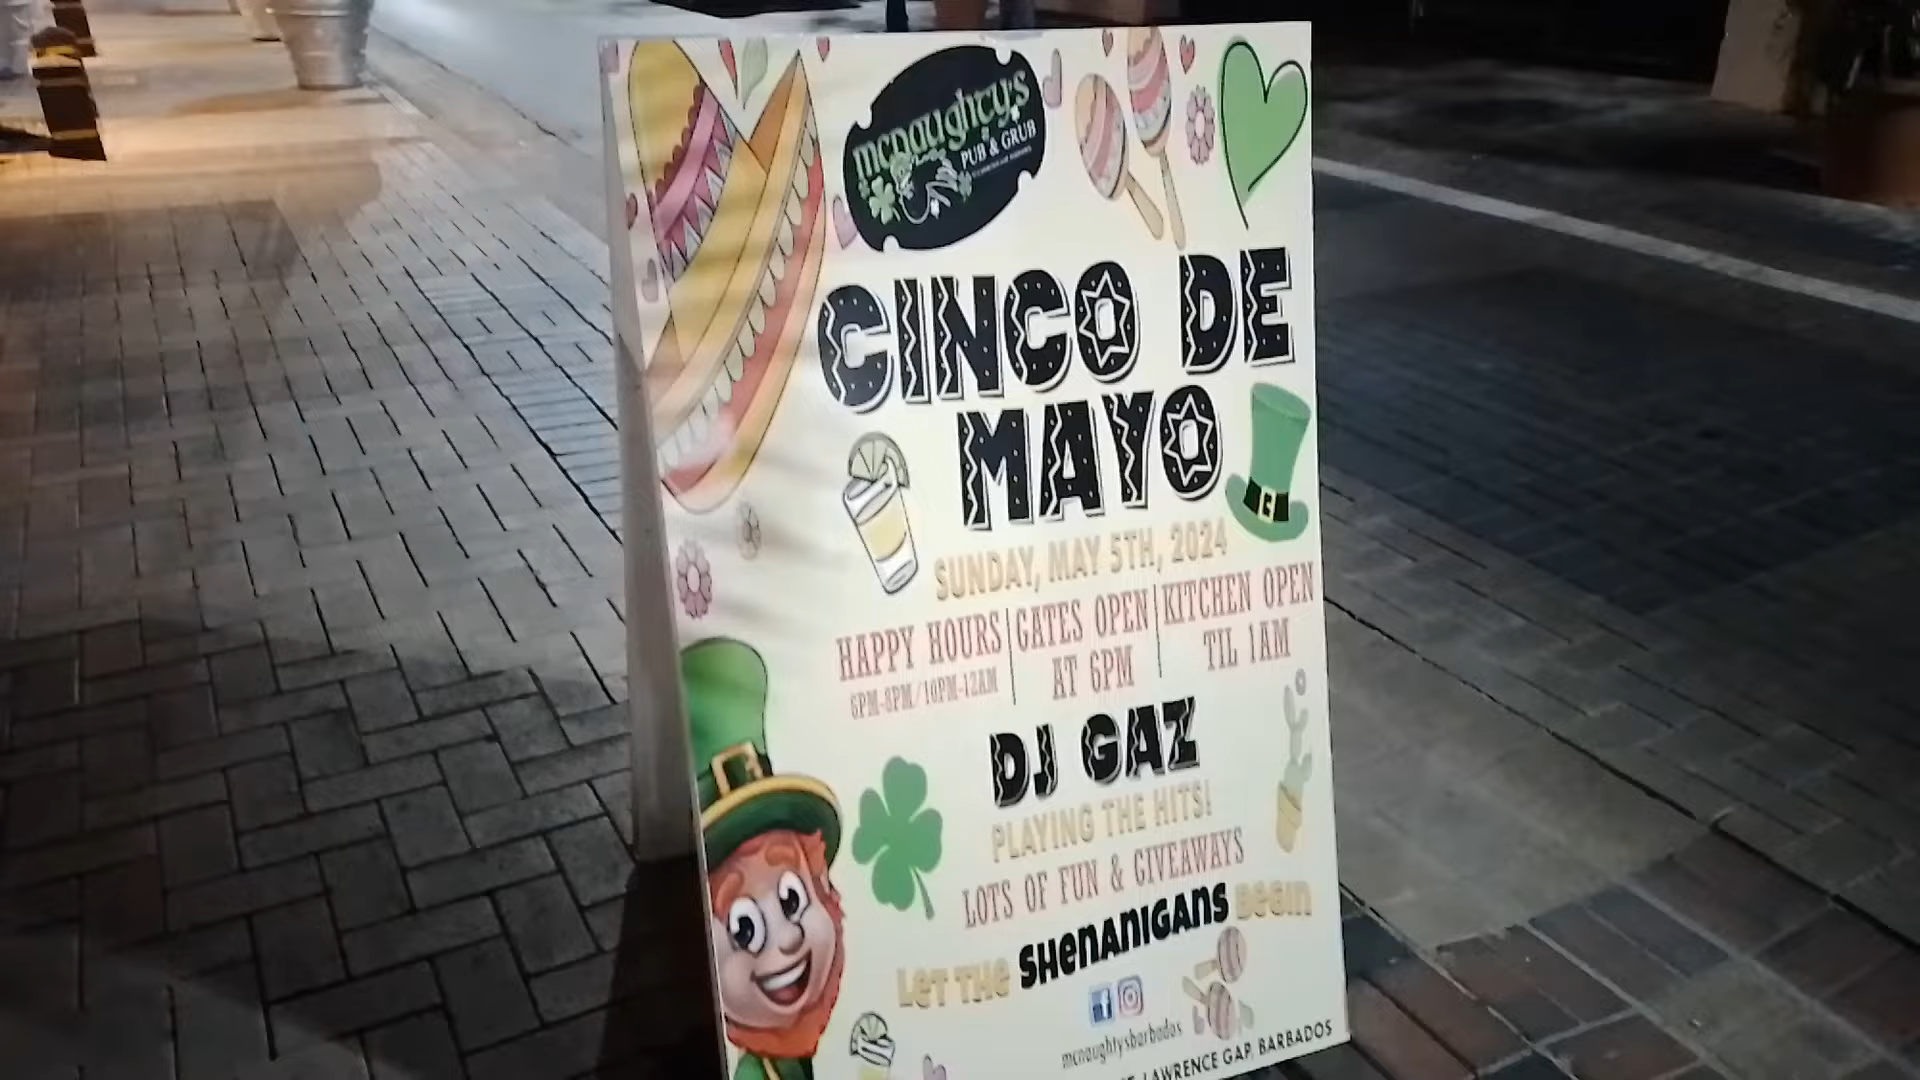 mcnaughty's
PUB & GRUB
CINCO DE
MAYO
SUNDAY, MAY 5TH, 2024
HAPPY HOURS
6PM-8PM/10PM-12AM
GATES OPEN
AT 6PM
KITCHEN OPEN
TIL 1AM
DJ GAZ
PLAYING THE HITS!
LOTS OF FUN & GIVEAWAYS
LET THE SHENANIGANS BEGIN
mcnaughtysbarbados
LAWRENCE GAP, BARBADOS